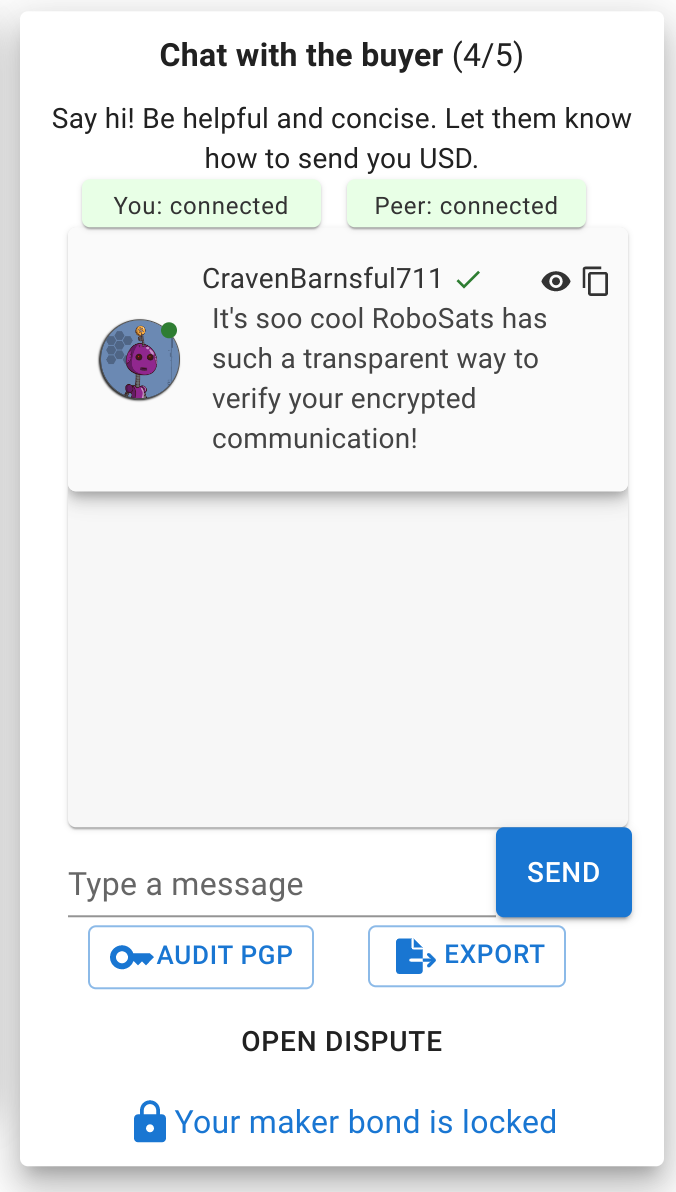 Chat with the buyer (4/5)
Say hi! Be helpful and concise. Let them know
how to send you USD.
You: connected
Peer: connected
CravenBarnsful711
It's soo cool RoboSats has
such a transparent way to
verify your encrypted
communication!
Type a message
SEND
AUDIT PGP
EXPORT
OPEN DISPUTE
Your maker bond is locked